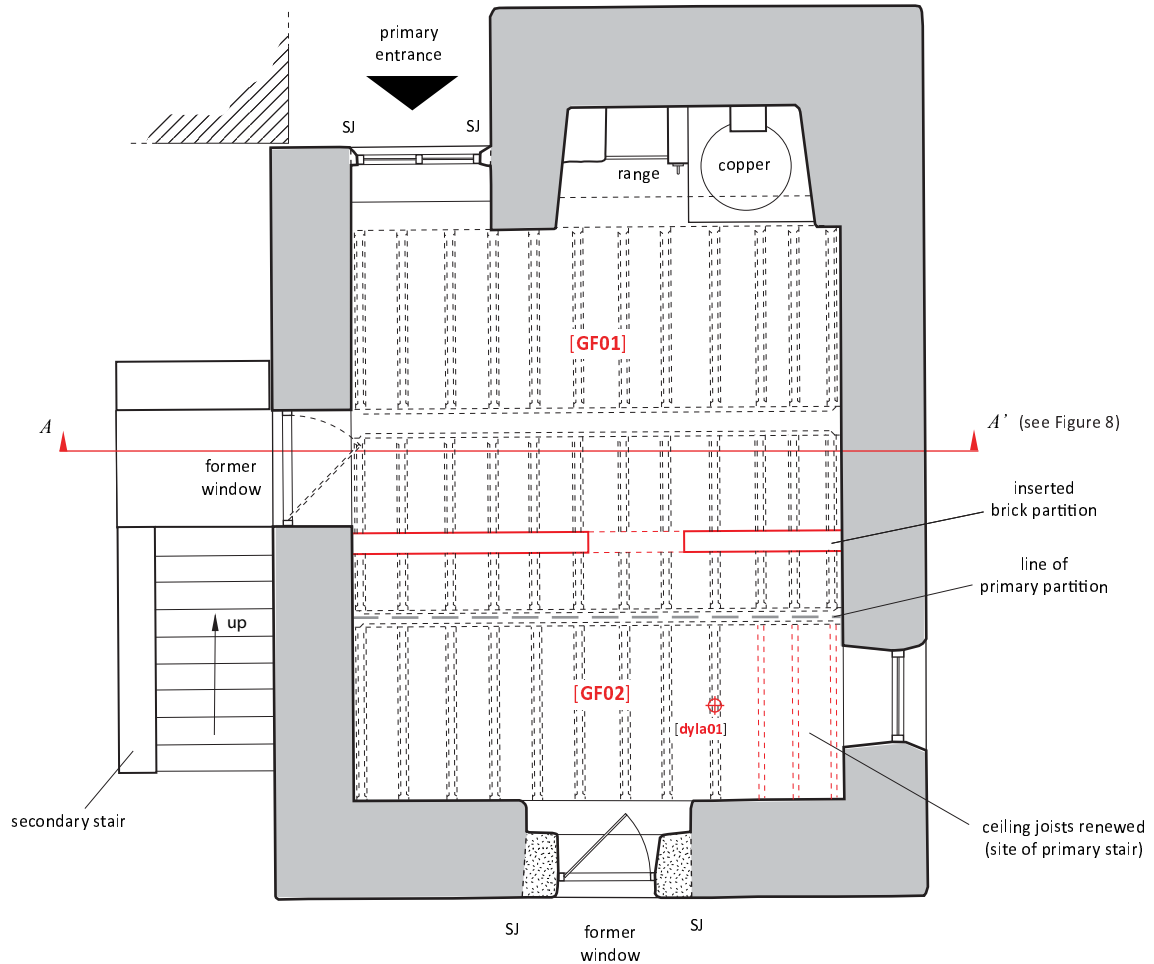 primary
entrance
SJ
SJ
range
copper
[GF01]
A
A’ (see Figure 8)
former
window
inserted
brick partition
line of
primary partition
up
[GF02]
[dyla01]
secondary stair
ceiling joists renewed
(site of primary stair)
SJ
former
window
SJ